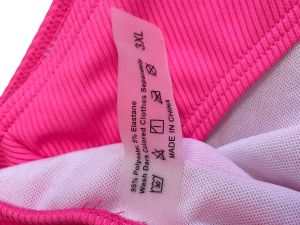 3XL
95% Polyester, 5% Elastane
Wash Dark Colored Clothes Separately
30
MADE IN CHINA